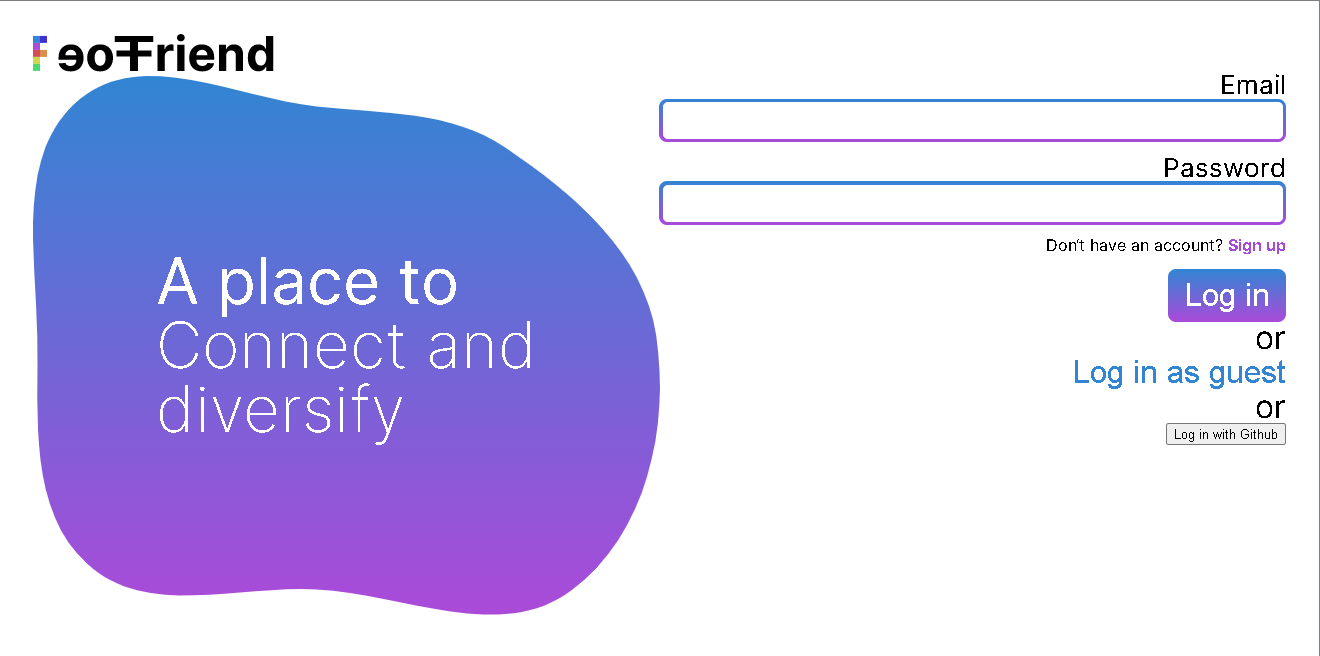 FɘoŦriend
A place to
Connect and
diversify
Email
Password
Don't have an account? Sign up
Log in
or
Log in as guest
or
Log in with Github